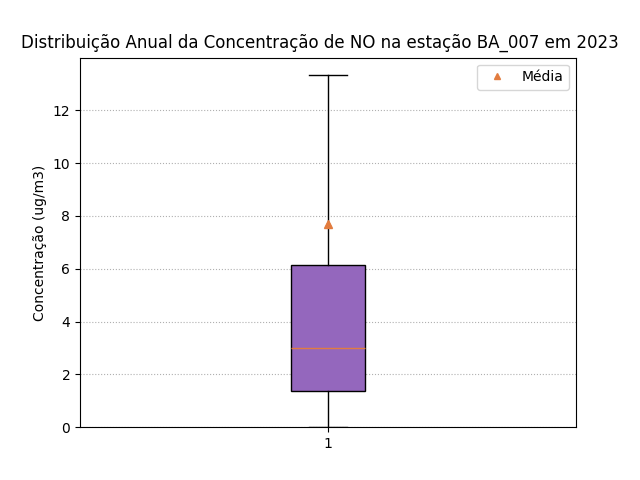 Distribuição Anual da Concentração de NO na estação BA_007 em 2023
Média
Concentração (ug/m3)
12
10
8
6
4
2
0
1